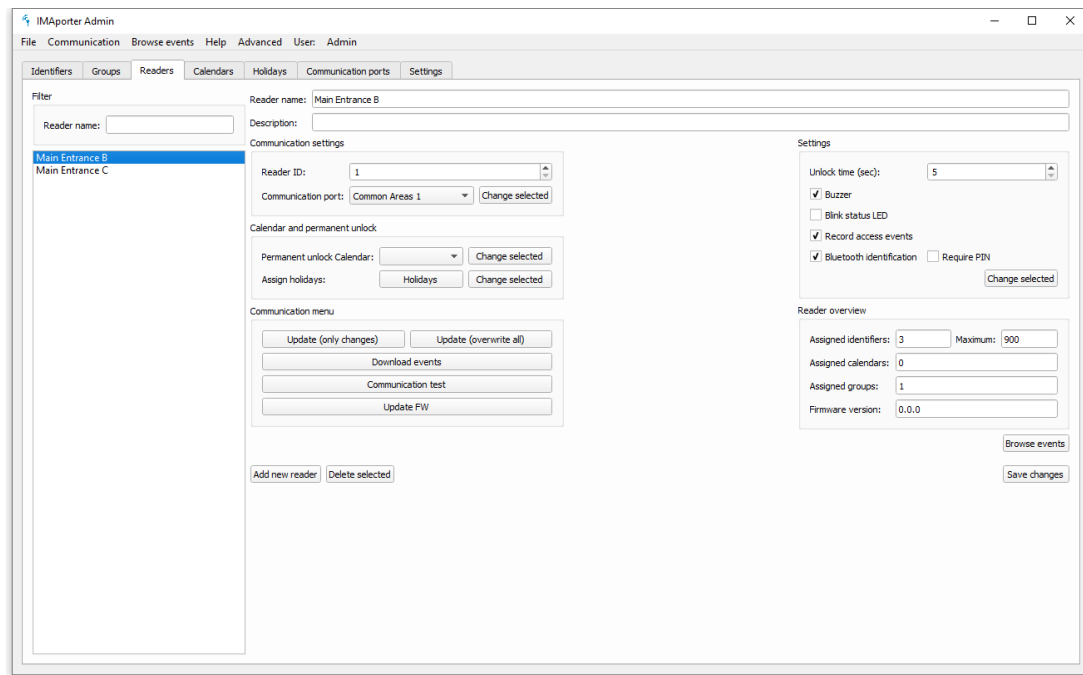 IMAporter Admin
File Communication Browse events Help Advanced User: Admin
Identifiers Groups Readers Calendars Holidays Communication ports Settings
Filter
Reader name:
Main Entrance B
Main Entrance C
Reader name: Main Entrance B
Description:
Communication settings
Reader ID: 1
Communication port: Common Areas 1 Change selected
Calendar and permanent unlock
Permanent unlock Calendar: Change selected
Assign holidays: Holidays Change selected
Communication menu
Update (only changes) Update (overwrite all)
Download events
Communication test
Update FW
Add new reader Delete selected
Settings
Unlock time (sec): 5
Buzzer
Blink status LED
Record access events
Bluetooth identification Require PIN
Change selected
Reader overview
Assigned identifiers: 3 Maximum: 900
Assigned calendars: 0
Assigned groups: 1
Firmware version: 0.0.0
Browse events
Save changes